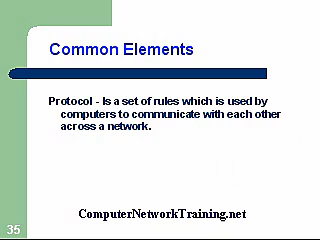 Common Elements
Protocol - Is a set of rules which is used by
computers to communicate with each other
across a network.
ComputerNetworkTraining.net
35